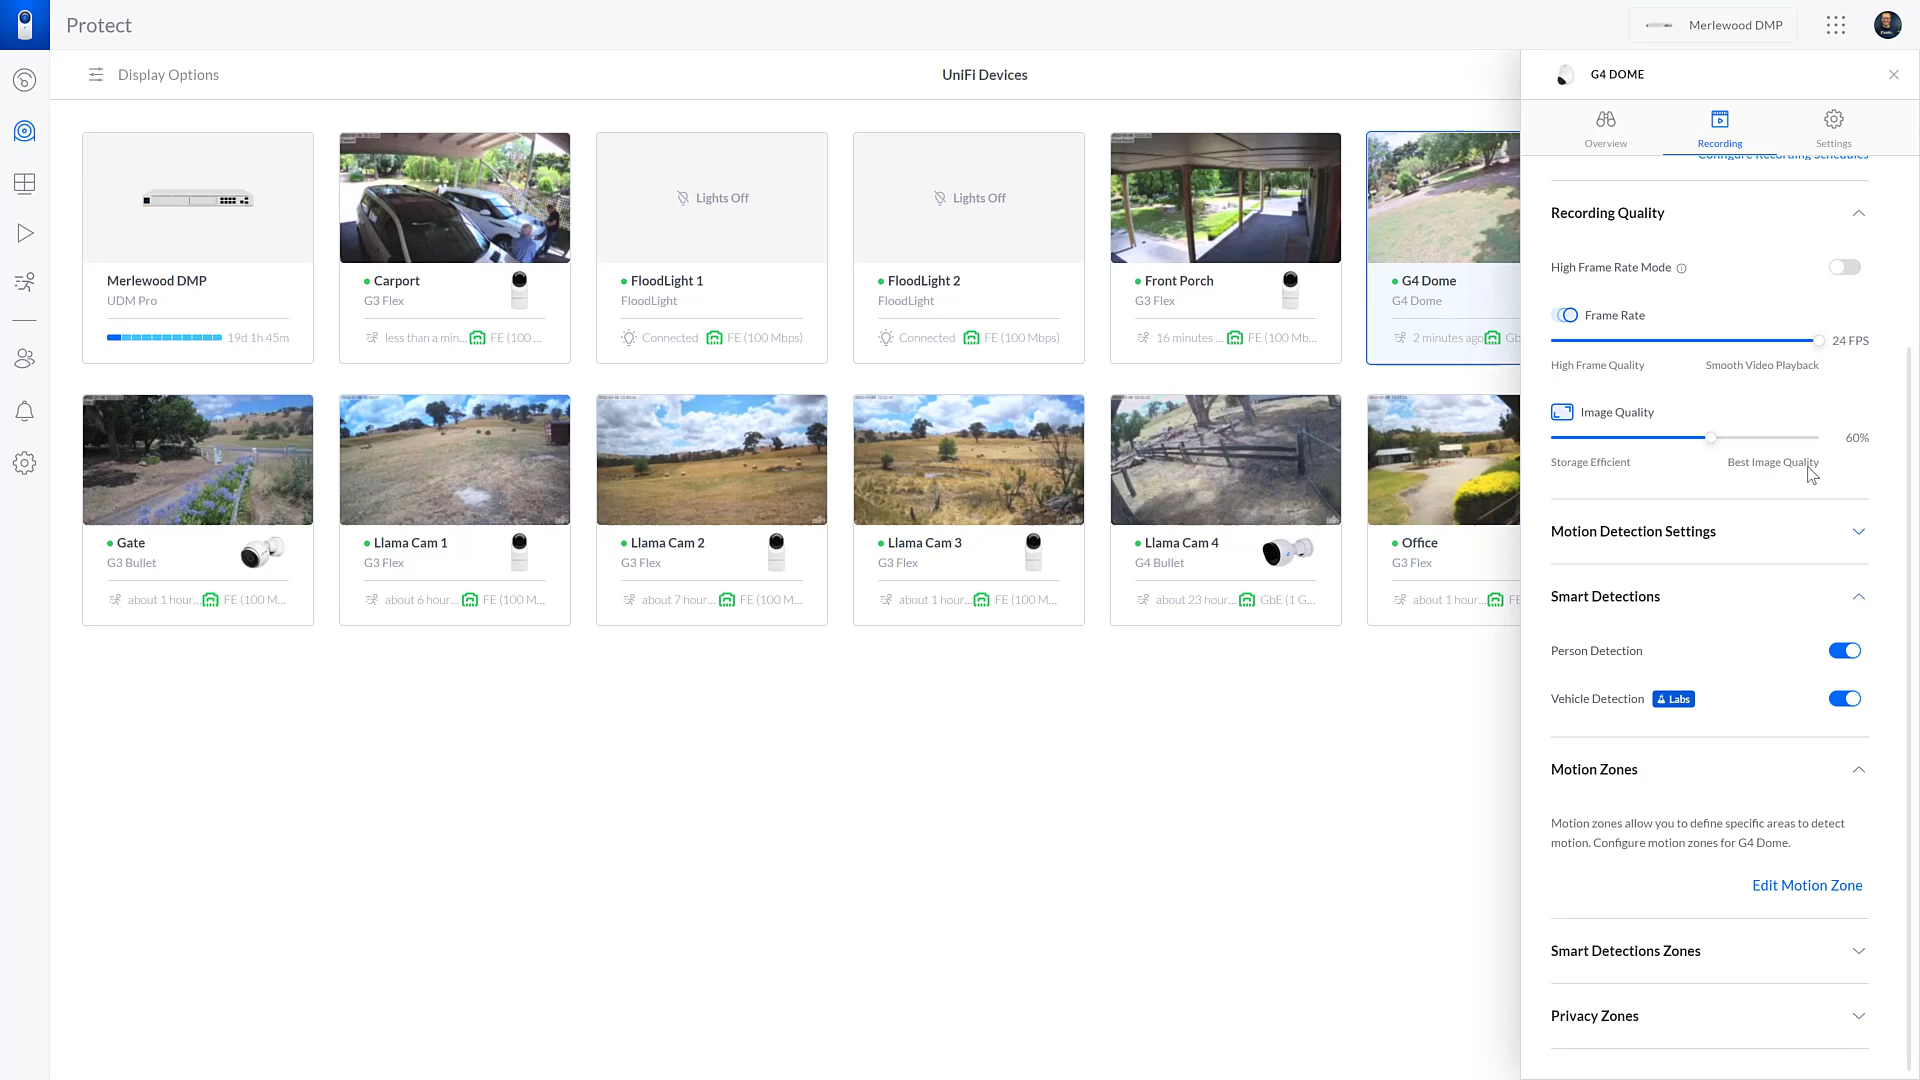 Protect
Merlewood DMP
Display Options
UniFi Devices
G4 DOME
Overview
Recording
Settings
Configure Recording Schedules
Recording Quality
High Frame Rate Mode
Frame Rate
24 FPS
High Frame Quality
Smooth Video Playback
Image Quality
60%
Storage Efficient
Best Image Quality
Motion Detection Settings
Smart Detections
Person Detection
Vehicle Detection
Labs
Motion Zones
Motion zones allow you to define specific areas to detect
motion. Configure motion zones for G4 Dome.
Edit Motion Zone
Smart Detections Zones
Privacy Zones
Merlewood DMP
UDM Pro
19d 1h 45m
Carport
G3 Flex
less than a min...
FE (100 ...
Lights Off
FloodLight 1
FloodLight
Connected
FE (100 Mbps)
Lights Off
FloodLight 2
FloodLight
Connected
FE (100 Mbps)
Front Porch
G3 Flex
16 minutes ...
FE (100 Mb...
G4 Dome
G4 Dome
2 minutes ago
Gb
Gate
G3 Bullet
about 1 hour...
FE (100 M...
Llama Cam 1
G3 Flex
about 6 hour...
FE (100 M...
Llama Cam 2
G3 Flex
about 7 hour...
FE (100 M...
Llama Cam 3
G3 Flex
about 1 hour...
FE (100 M...
Llama Cam 4
G4 Bullet
about 23 hour...
GbE (1 G...
Office
G3 Flex
about 1 hour...
FE